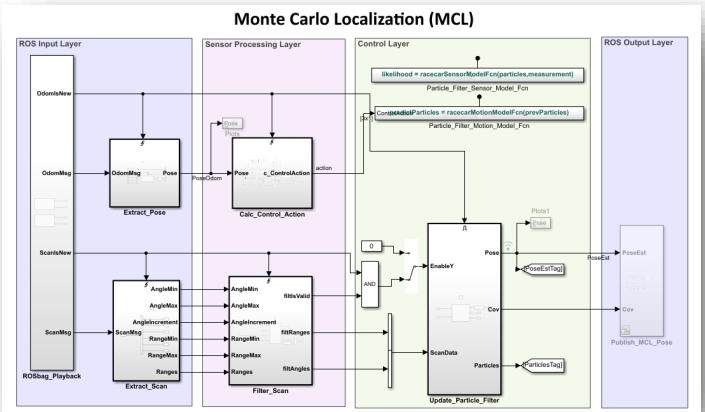 Monte Carlo Localization (MCL)
ROS Input Layer
Sensor Processing Layer
Control Layer
ROS Output Layer
likelihood = racecarSensorModelFcn(particles,measurement)
Particle_Filter_Sensor_Model_Fcn
predictParticles = racecarMotionModelFcn(prevParticles)
Particle_Filter_Motion_Model_Fcn
OdomIsNew
Pose
Plots
OdomMsg
OdomMsg
Pose
PoseOdom
Pose
c_ControlAction
action
Extract_Pose
Calc_Control_Action
Plots1
Pose
ScanIsNew
0
AND
EnableY
Pose
[PoseEstTag]
PoseEst
PoseEst
AngleMin
AngleMin
AngleMax
AngleMax
filtIsValid
AngleIncrement
AngleIncrement
Cov
Cov
ScanMsg
ScanMsg
RangeMin
RangeMin
filtRanges
RangeMax
RangeMax
ScanData
Publish_MCL_Pose
Ranges
Ranges
filtAngles
Particles
[ParticlesTag]
ROSbag_Playback
Extract_Scan
Filter_Scan
Update_Particle_Filter